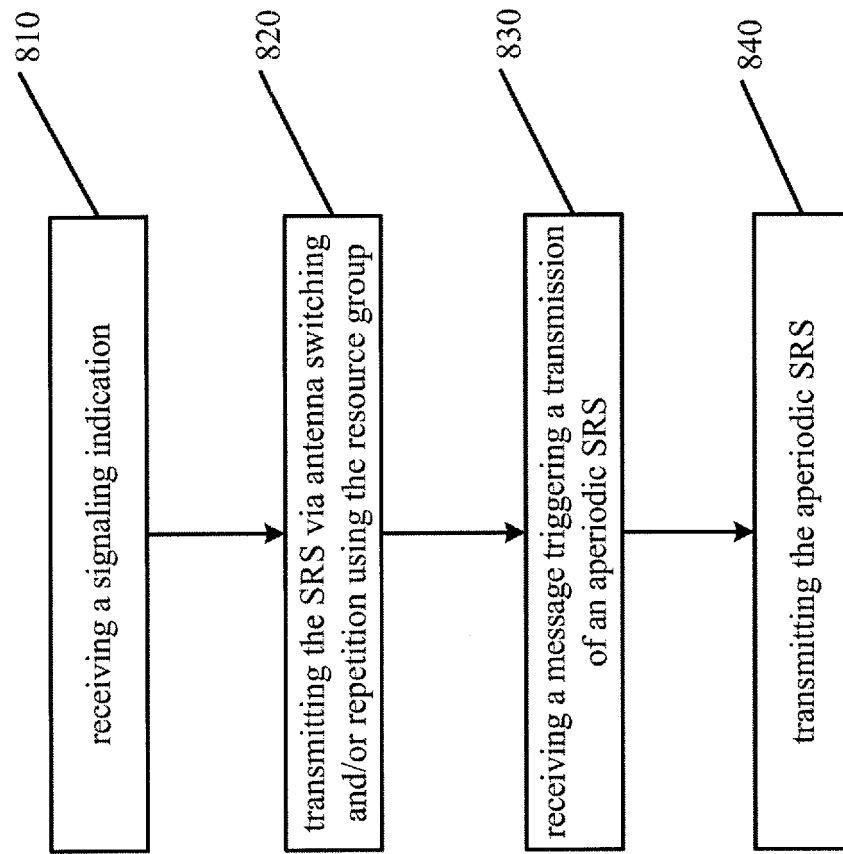 810
receiving a signaling indication
820
transmitting the SRS via antenna switching
and/or repetition using the resource group
830
receiving a message triggering a transmission
of an aperiodic SRS
840
transmitting the aperiodic SRS